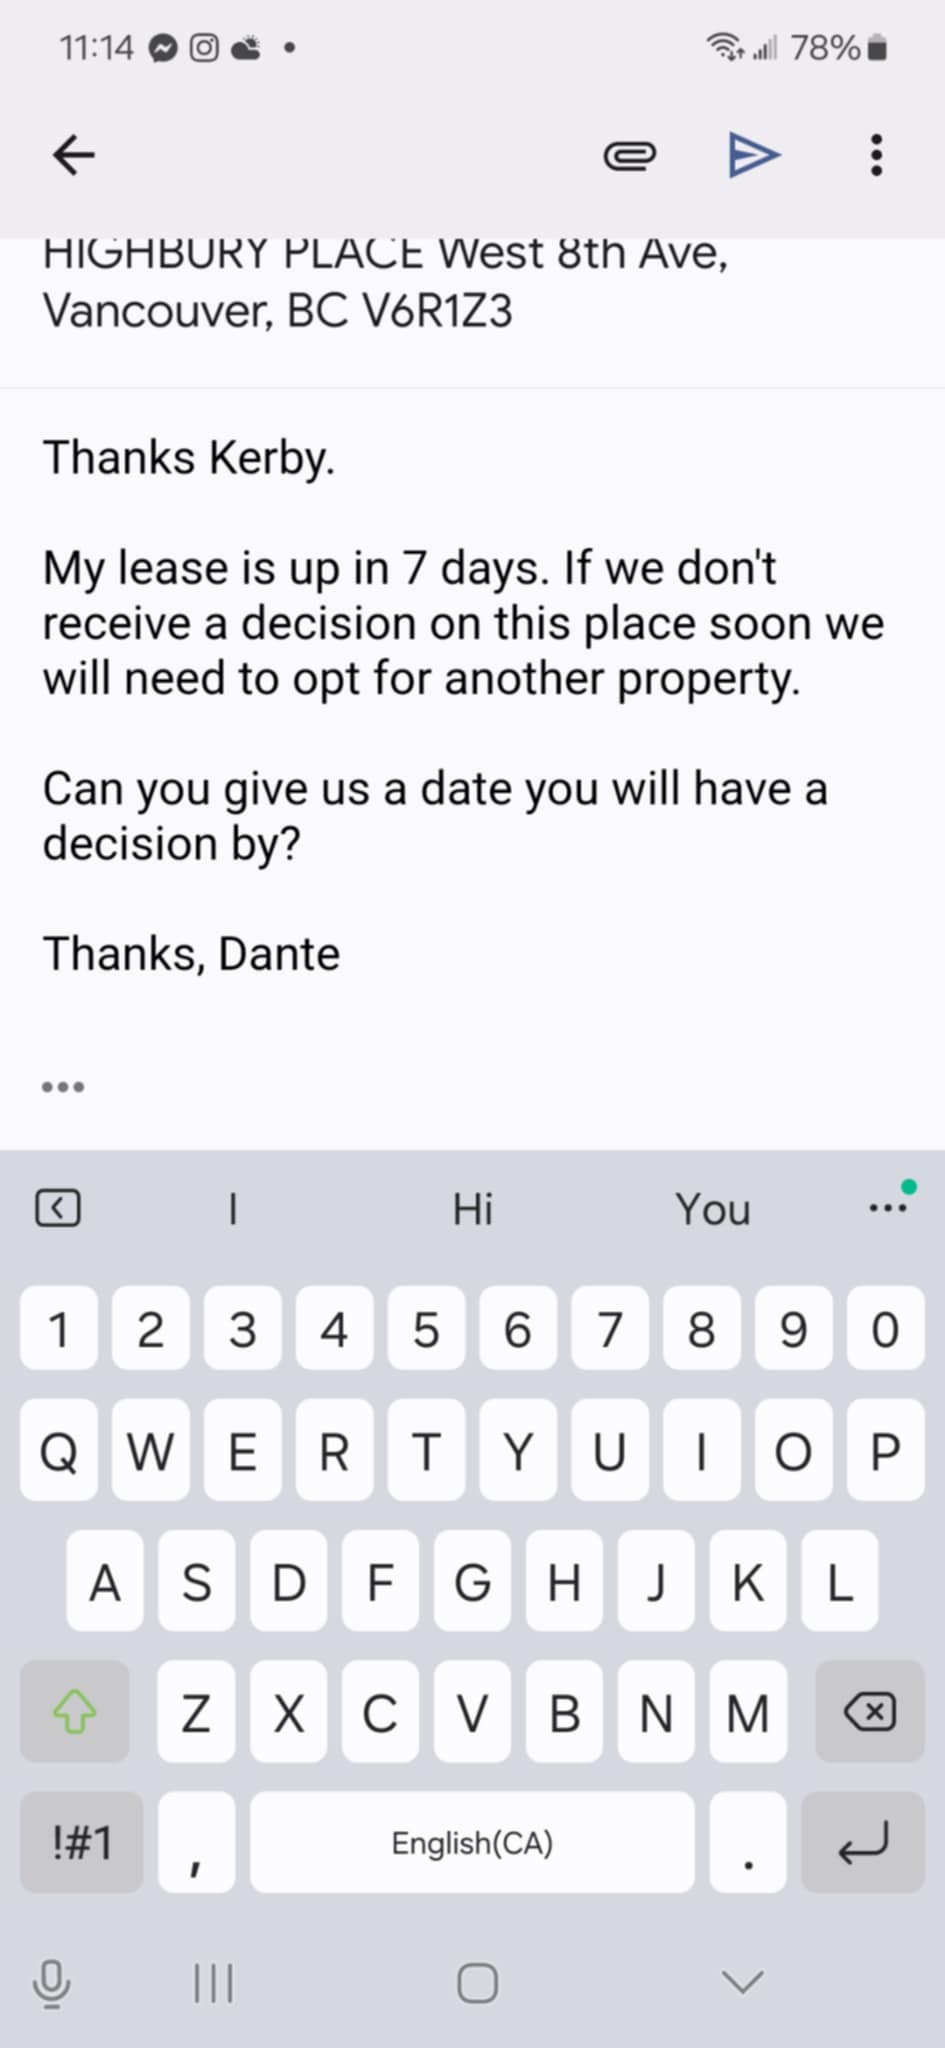 11:14 78%
HIGHBURY PLACE West 8th Ave,
Vancouver, BC V6R1Z3
Thanks Kerby.
My lease is up in 7 days. If we don't
receive a decision on this place soon we
will need to opt for another property.
Can you give us a date you will have a
decision by?
Thanks, Dante
I Hi You
1 2 3 4 5 6 7 8 9 0
Q W E R T Y U I O P
A S D F G H J K L
Z X C V B N M
!#1 , English(CA) .